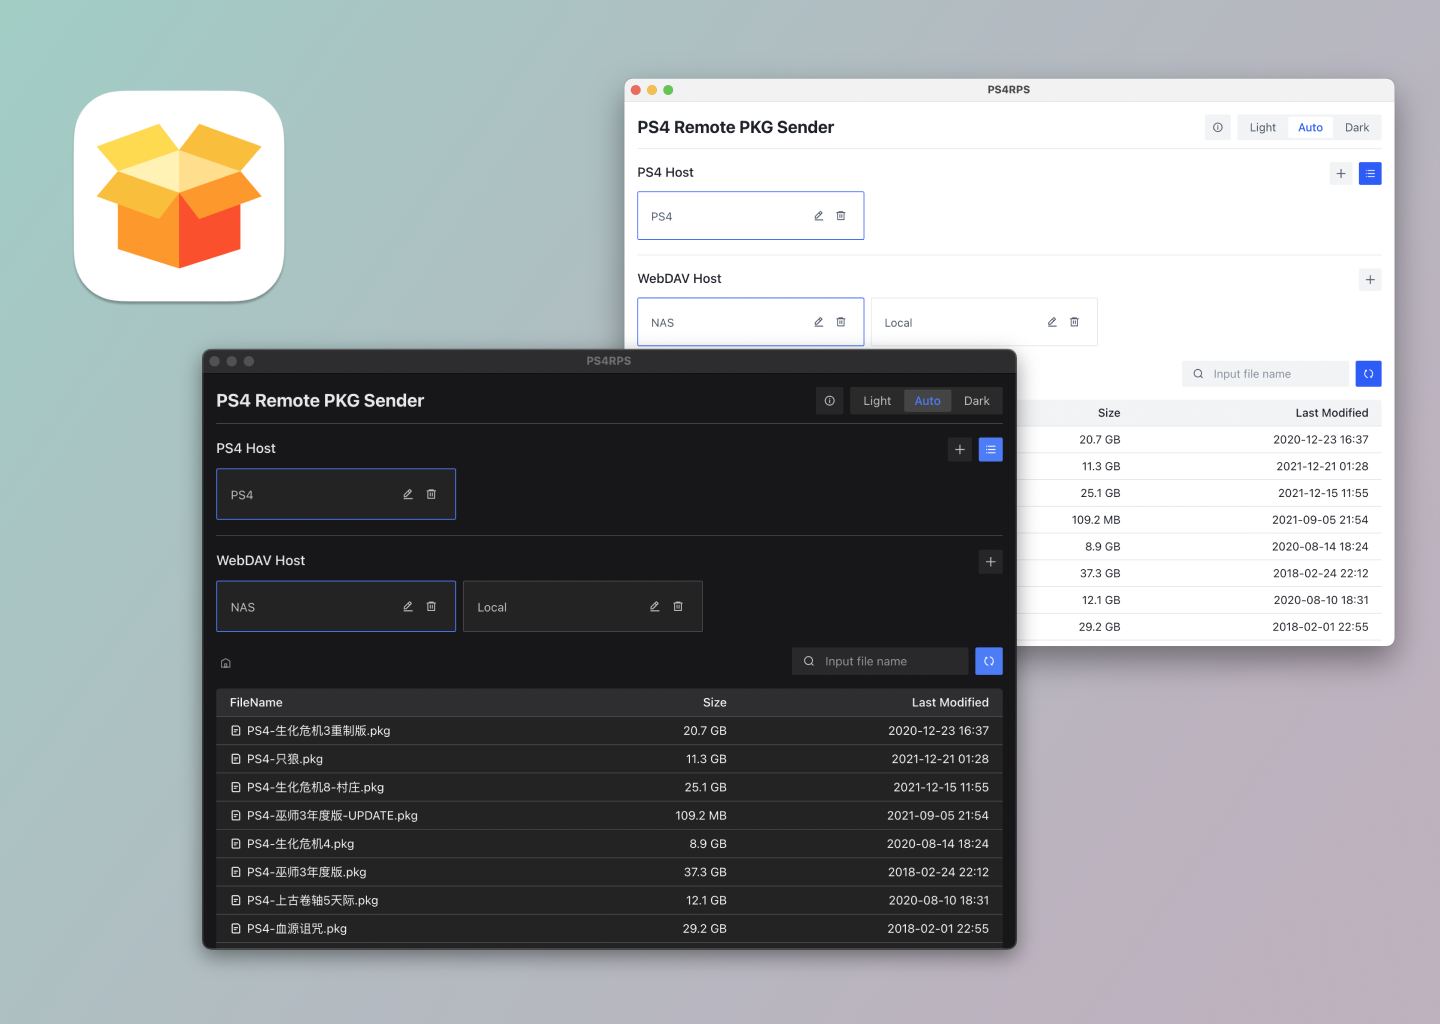 PS4RPS
PS4 Remote PKG Sender
Light Auto Dark
PS4 Host
PS4
WebDAV Host
NAS Local
Input file name
Size Last Modified
20.7 GB 2020-12-23 16:37
11.3 GB 2021-12-21 01:28
25.1 GB 2021-12-15 11:55
109.2 MB 2021-09-05 21:54
8.9 GB 2020-08-14 18:24
37.3 GB 2018-02-24 22:12
12.1 GB 2020-08-10 18:31
29.2 GB 2018-02-01 22:55
PS4RPS
PS4 Remote PKG Sender
Light Auto Dark
PS4 Host
PS4
WebDAV Host
NAS Local
Input file name
FileName Size Last Modified
PS4-生化危机3重制版.pkg 20.7 GB 2020-12-23 16:37
PS4-只狼.pkg 11.3 GB 2021-12-21 01:28
PS4-生化危机8-村庄.pkg 25.1 GB 2021-12-15 11:55
PS4-巫师3年度版-UPDATE.pkg 109.2 MB 2021-09-05 21:54
PS4-生化危机4.pkg 8.9 GB 2020-08-14 18:24
PS4-巫师3年度版.pkg 37.3 GB 2018-02-24 22:12
PS4-上古卷轴5天际.pkg 12.1 GB 2020-08-10 18:31
PS4-血源诅咒.pkg 29.2 GB 2018-02-01 22:55